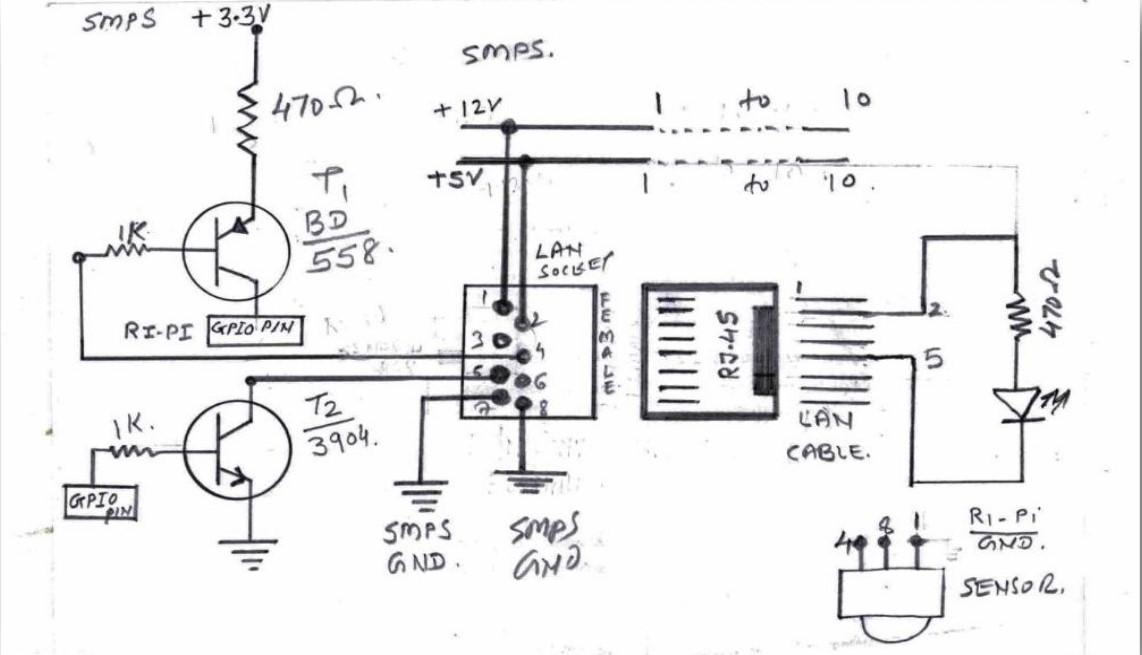 SMPS +3.3V
470Ω.
SMPS.
+12V 1 to 10
+5V 1 to 10.
T1
BD
558.
1K
LAN
SOCKET
RI-PI GPIO PIN
FEMALE
1
2
3
4
5
6
7
8
RJ-45
1
2
5
LAN
CABLE.
470Ω
T2
3904.
1K.
GPIO
PIN
SMPS
GND.
SMPS
GND.
4 8 1
RI-Pi
GND.
SENSOR.